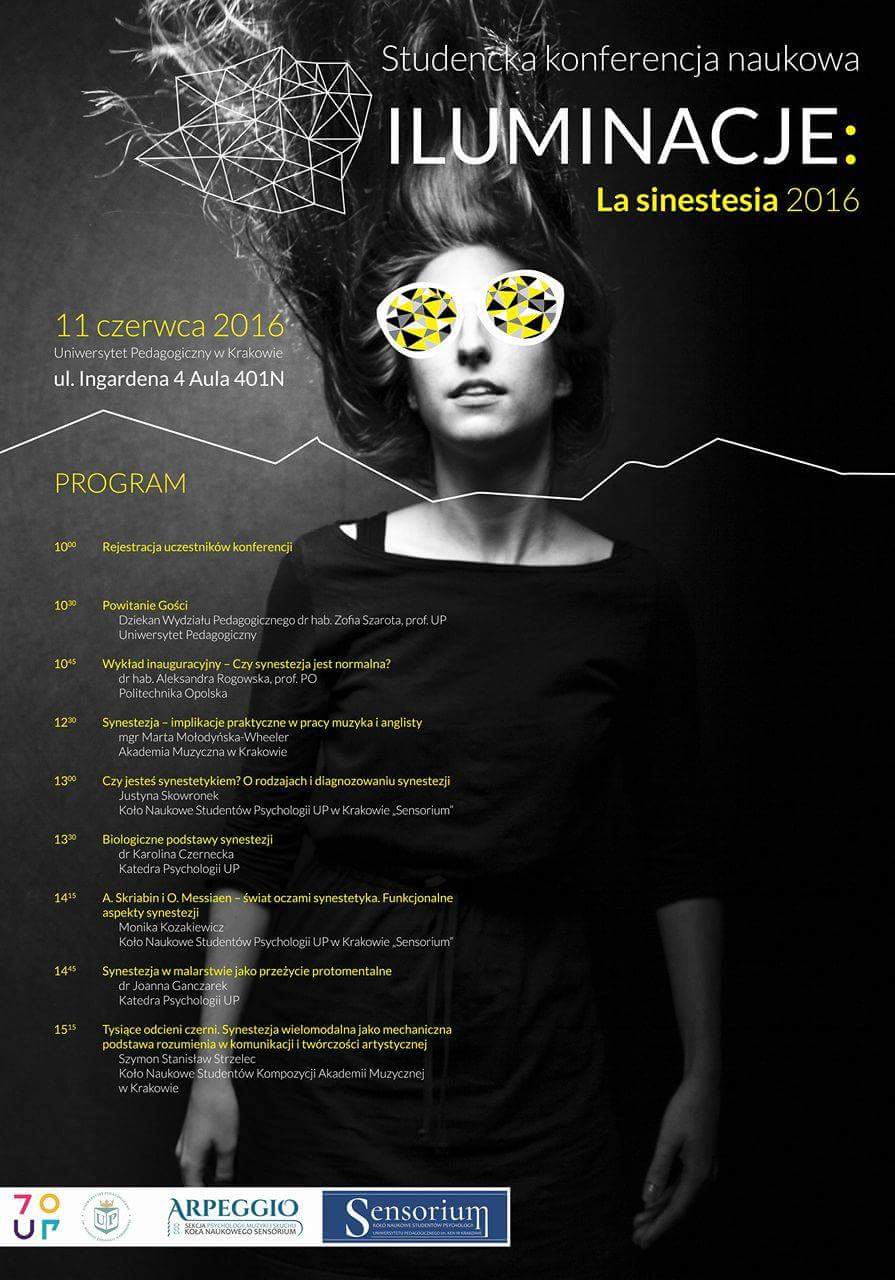 Studencka konferencja naukowa
ILUMINACJE:
La sinestesia 2016
11 czerwca 2016
Uniwersytet Pedagogiczny w Krakowie
ul. Ingardena 4 Aula 401N
PROGRAM
10⁰⁰ Rejestracja uczestników konferencji
10³⁰ Powitanie Gości
Dziekan Wydziału Pedagogicznego dr hab. Zofia Szarota, prof. UP
Uniwersytet Pedagogiczny
10⁴⁵ Wykład inauguracyjny – Czy synestezja jest normalna?
dr hab. Aleksandra Rogowska, prof. PO
Politechnika Opolska
12³⁰ Synestezja – implikacje praktyczne w pracy muzyka i anglisty
mgr Marta Mołodyńska-Wheeler
Akademia Muzyczna w Krakowie
13⁰⁰ Czy jesteś synestetykiem? O rodzajach i diagnozowaniu synestezji
Justyna Skowronek
Koło Naukowe Studentów Psychologii UP w Krakowie „Sensorium”
13³⁰ Biologiczne podstawy synestezji
dr Karolina Czernecka
Katedra Psychologii UP
14¹⁵ A. Skriabin i O. Messiaen – świat oczami synestetyka. Funkcjonalne
aspekty synestezji
Monika Kozakiewicz
Koło Naukowe Studentów Psychologii UP w Krakowie „Sensorium”
14⁴⁵ Synestezja w malarstwie jako przeżycie protomentalne
dr Joanna Ganczarek
Katedra Psychologii UP
15¹⁵ Tysiące odcieni czerni. Synestezja wielomodalna jako mechaniczna
podstawa rozumienia w komunikacji i twórczości artystycznej
Szymon Stanisław Strzelec
Koło Naukowe Studentów Kompozycji Akademii Muzycznej
w Krakowie
70
UP
UP
ARPEGGIO
SEKCJA PSYCHOLOGII MUZYKI I SŁUCHU
KOŁA NAUKOWEGO SENSORIUM
Sensorium
KOŁO NAUKOWE STUDENTÓW PSYCHOLOGII